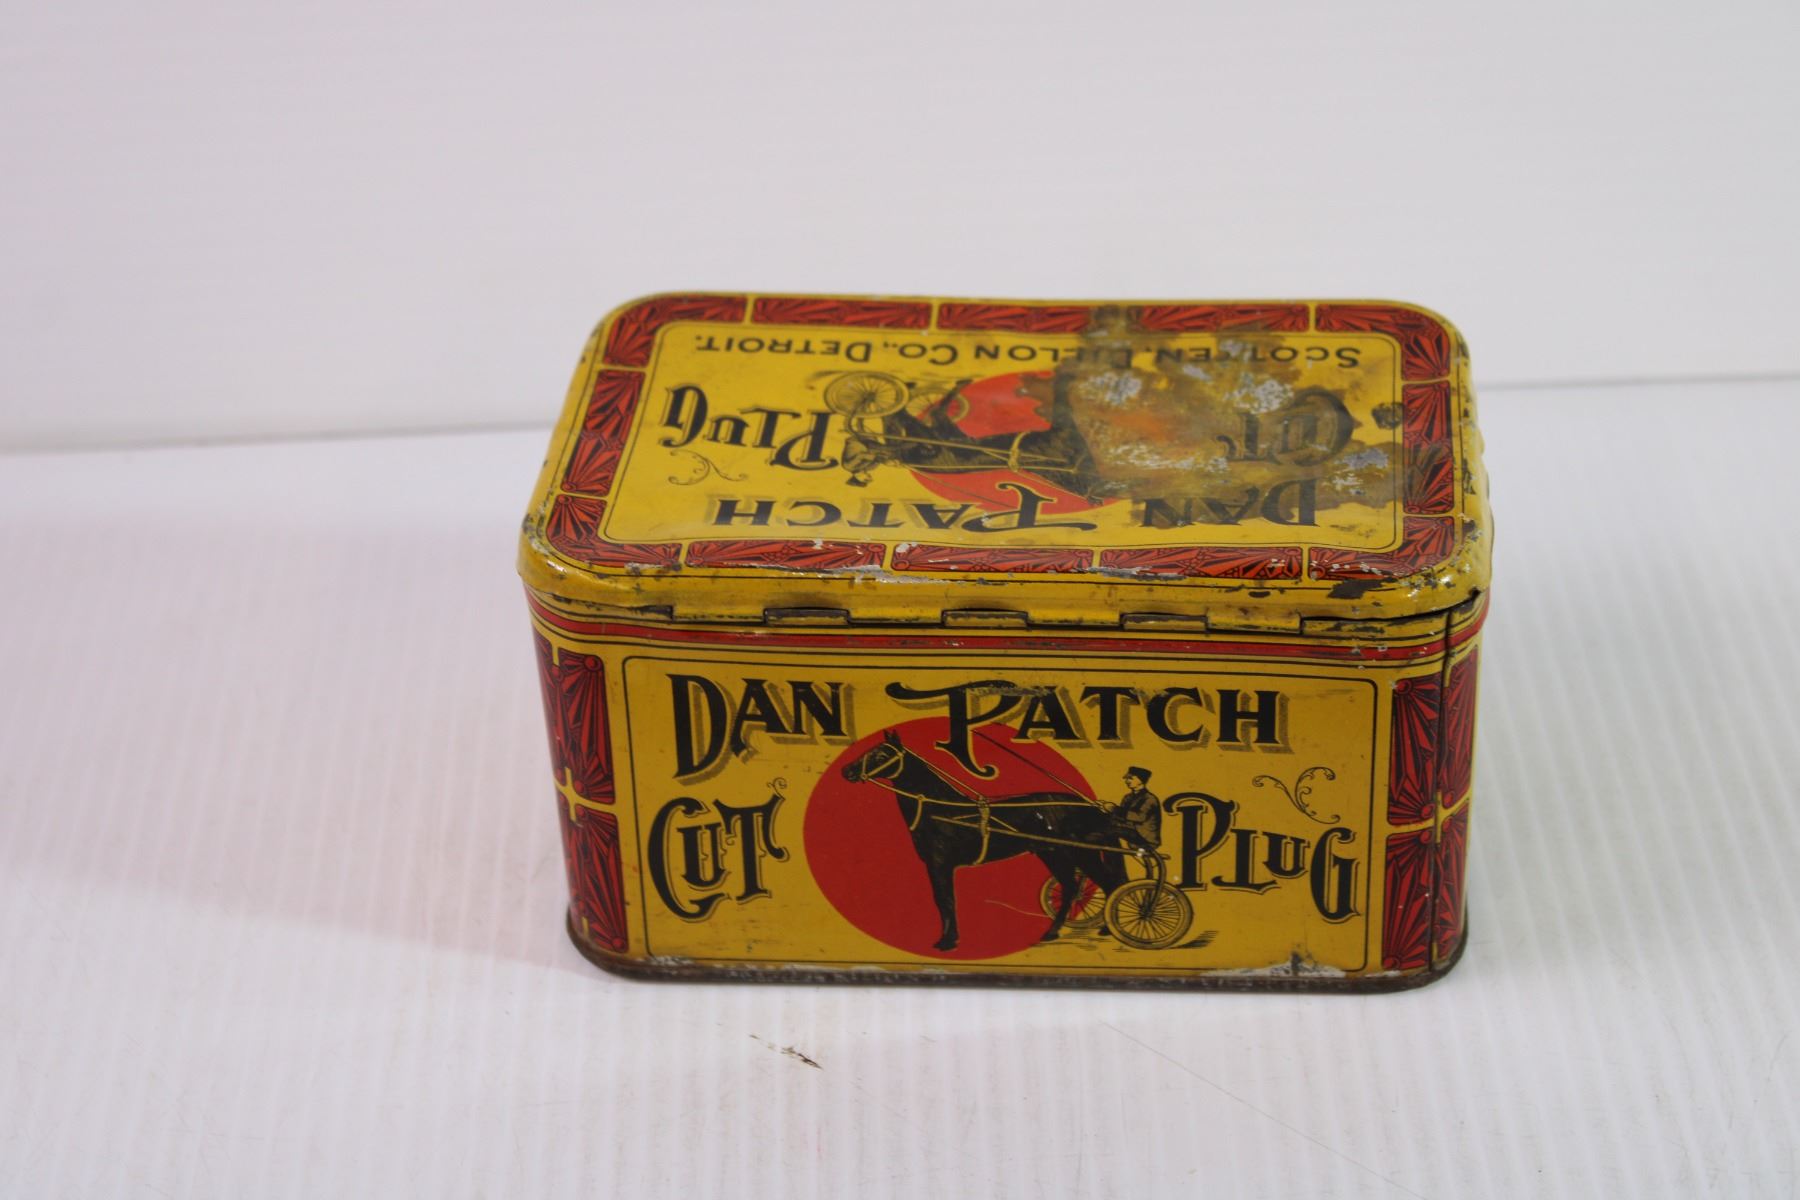 DAN PATCH
CUT PLUG
SCOTTEN, DILLON CO., DETROIT.
DAN PATCH
CUT PLUG